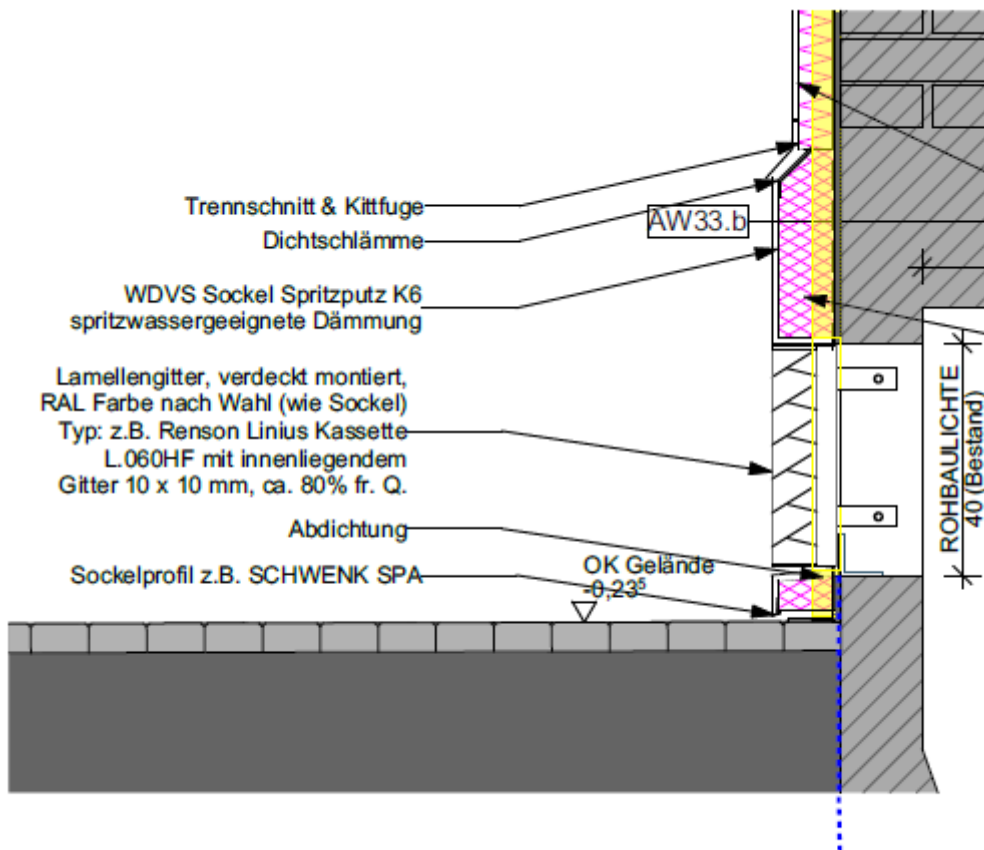 Trennschnitt & Kittfuge
Dichtschlämme
AW33.b
WDVS Sockel Spritzputz K6
spritzwassergeeignete Dämmung
Lamellengitter, verdeckt montiert,
RAL Farbe nach Wahl (wie Sockel)
Typ: z.B. Renson Linius Kassette
L.060HF mit innenliegendem
Gitter 10 x 10 mm, ca. 80% fr. Q.
Abdichtung
Sockelprofil z.B. SCHWENK SPA
OK Gelände
-0,23⁵
ROHBAULICHTE
40 (Bestand)